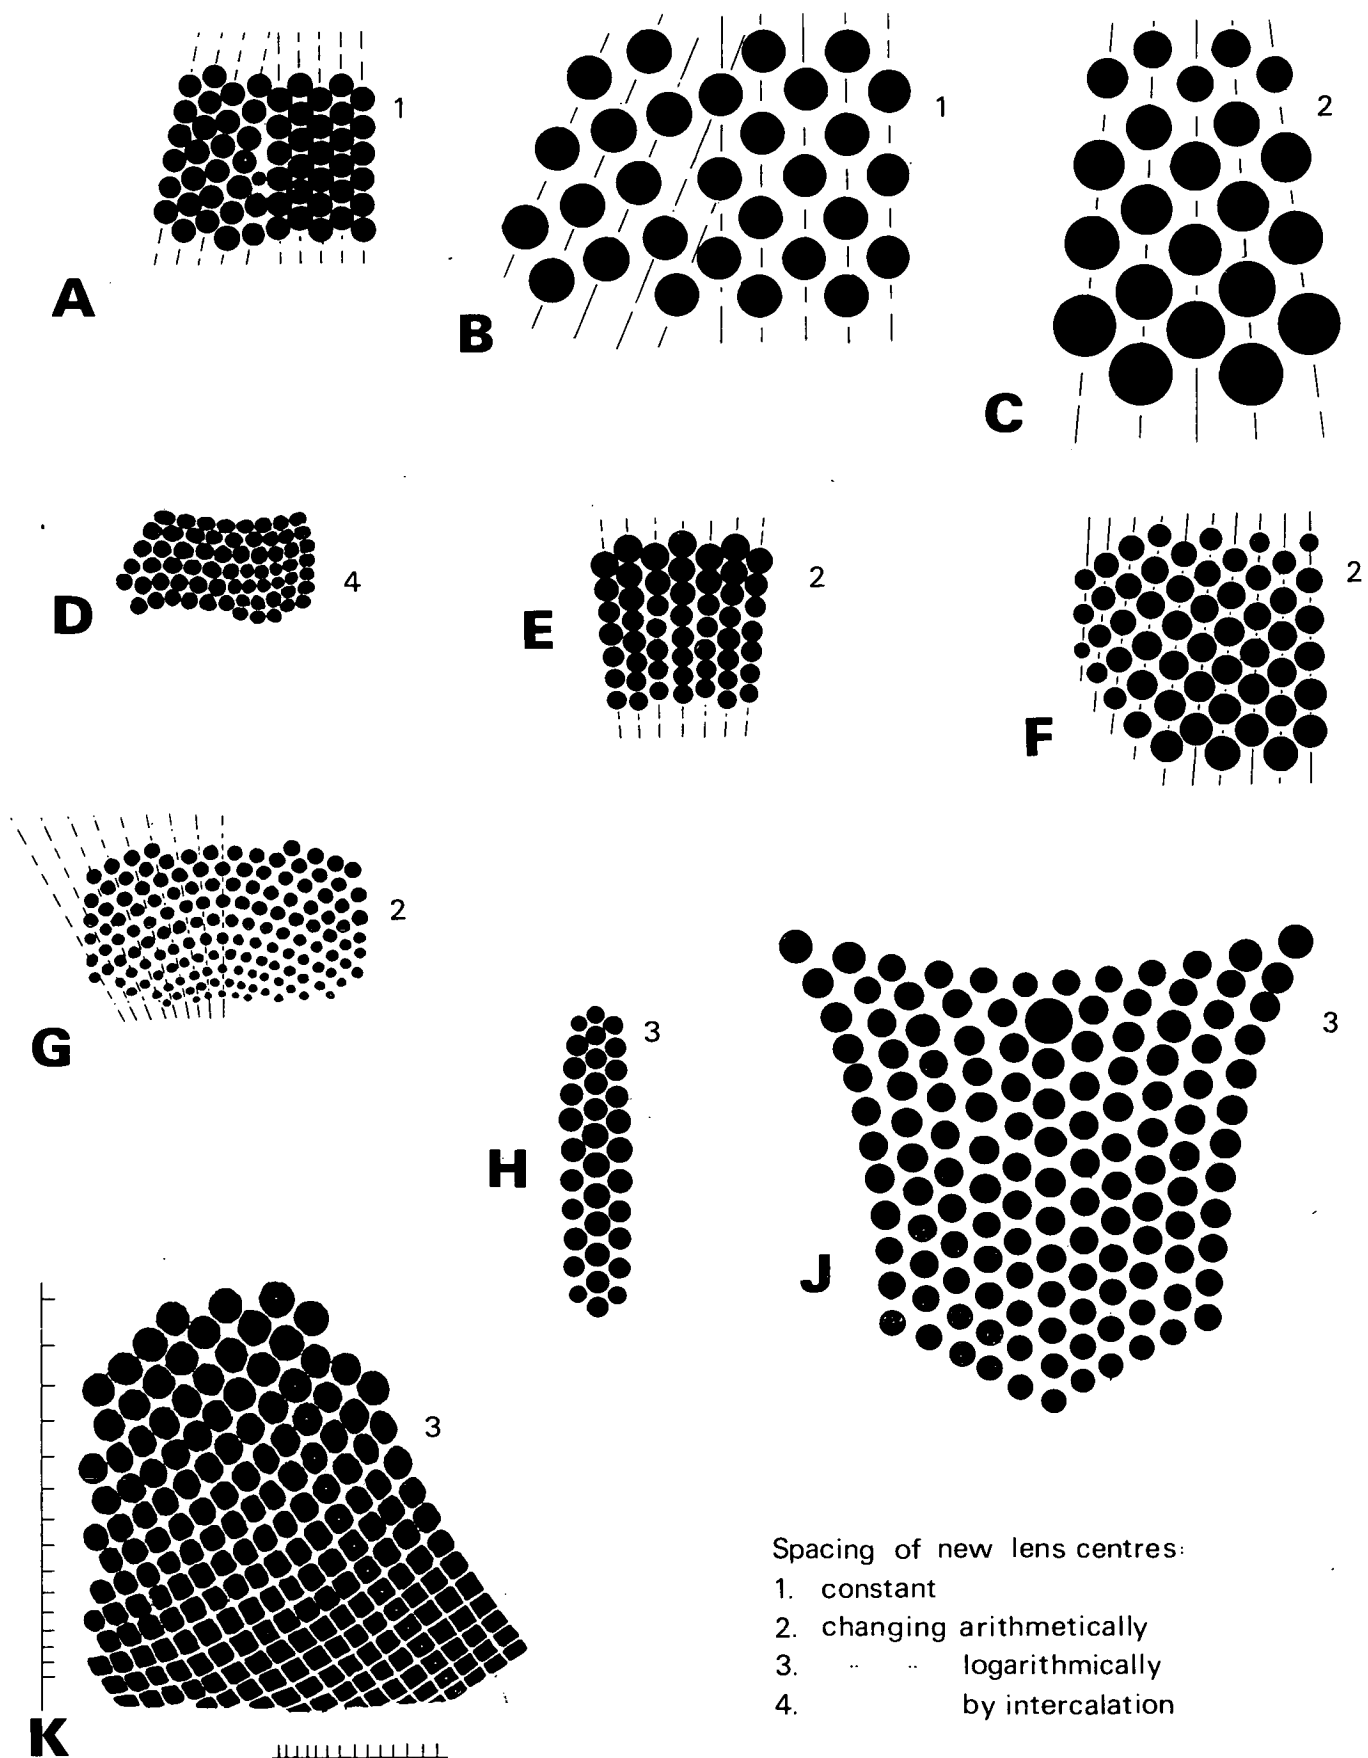 1
1
2
A
B
C
4
2
2
D
E
F
2
G
3
3
H
J
3
K
Spacing of new lens centres:
1. constant
2. changing arithmetically
3. " " logarithmically
4. by intercalation